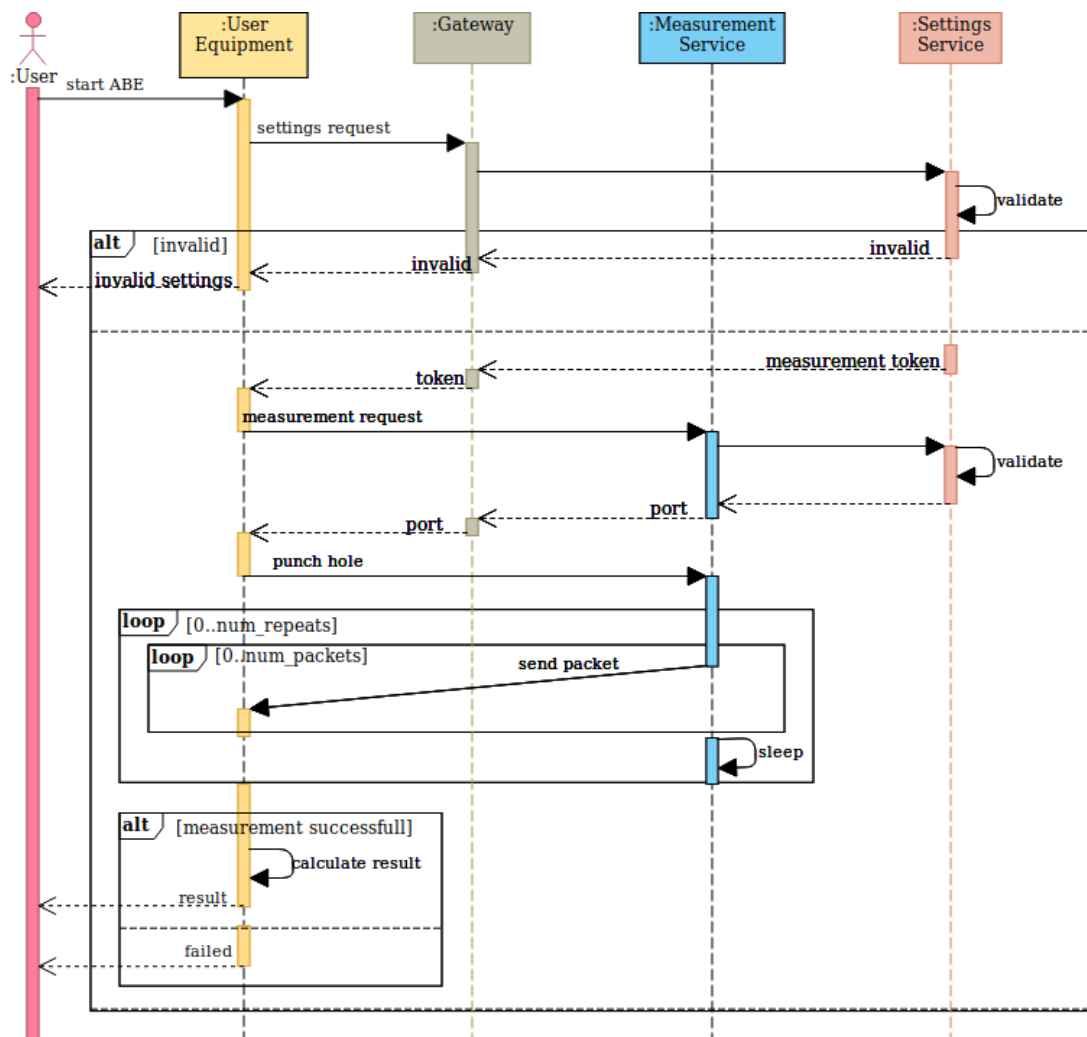 :User
Equipment
:Gateway
:Measurement
Service
:Settings
Service
:User
start ABE
settings request
validate
alt
[invalid]
invalid
invalid
invalid settings
measurement token
token
measurement request
validate
port
port
punch hole
loop
[0..num_repeats]
loop
[0..num_packets]
send packet
sleep
alt
[measurement successfull]
calculate result
result
failed